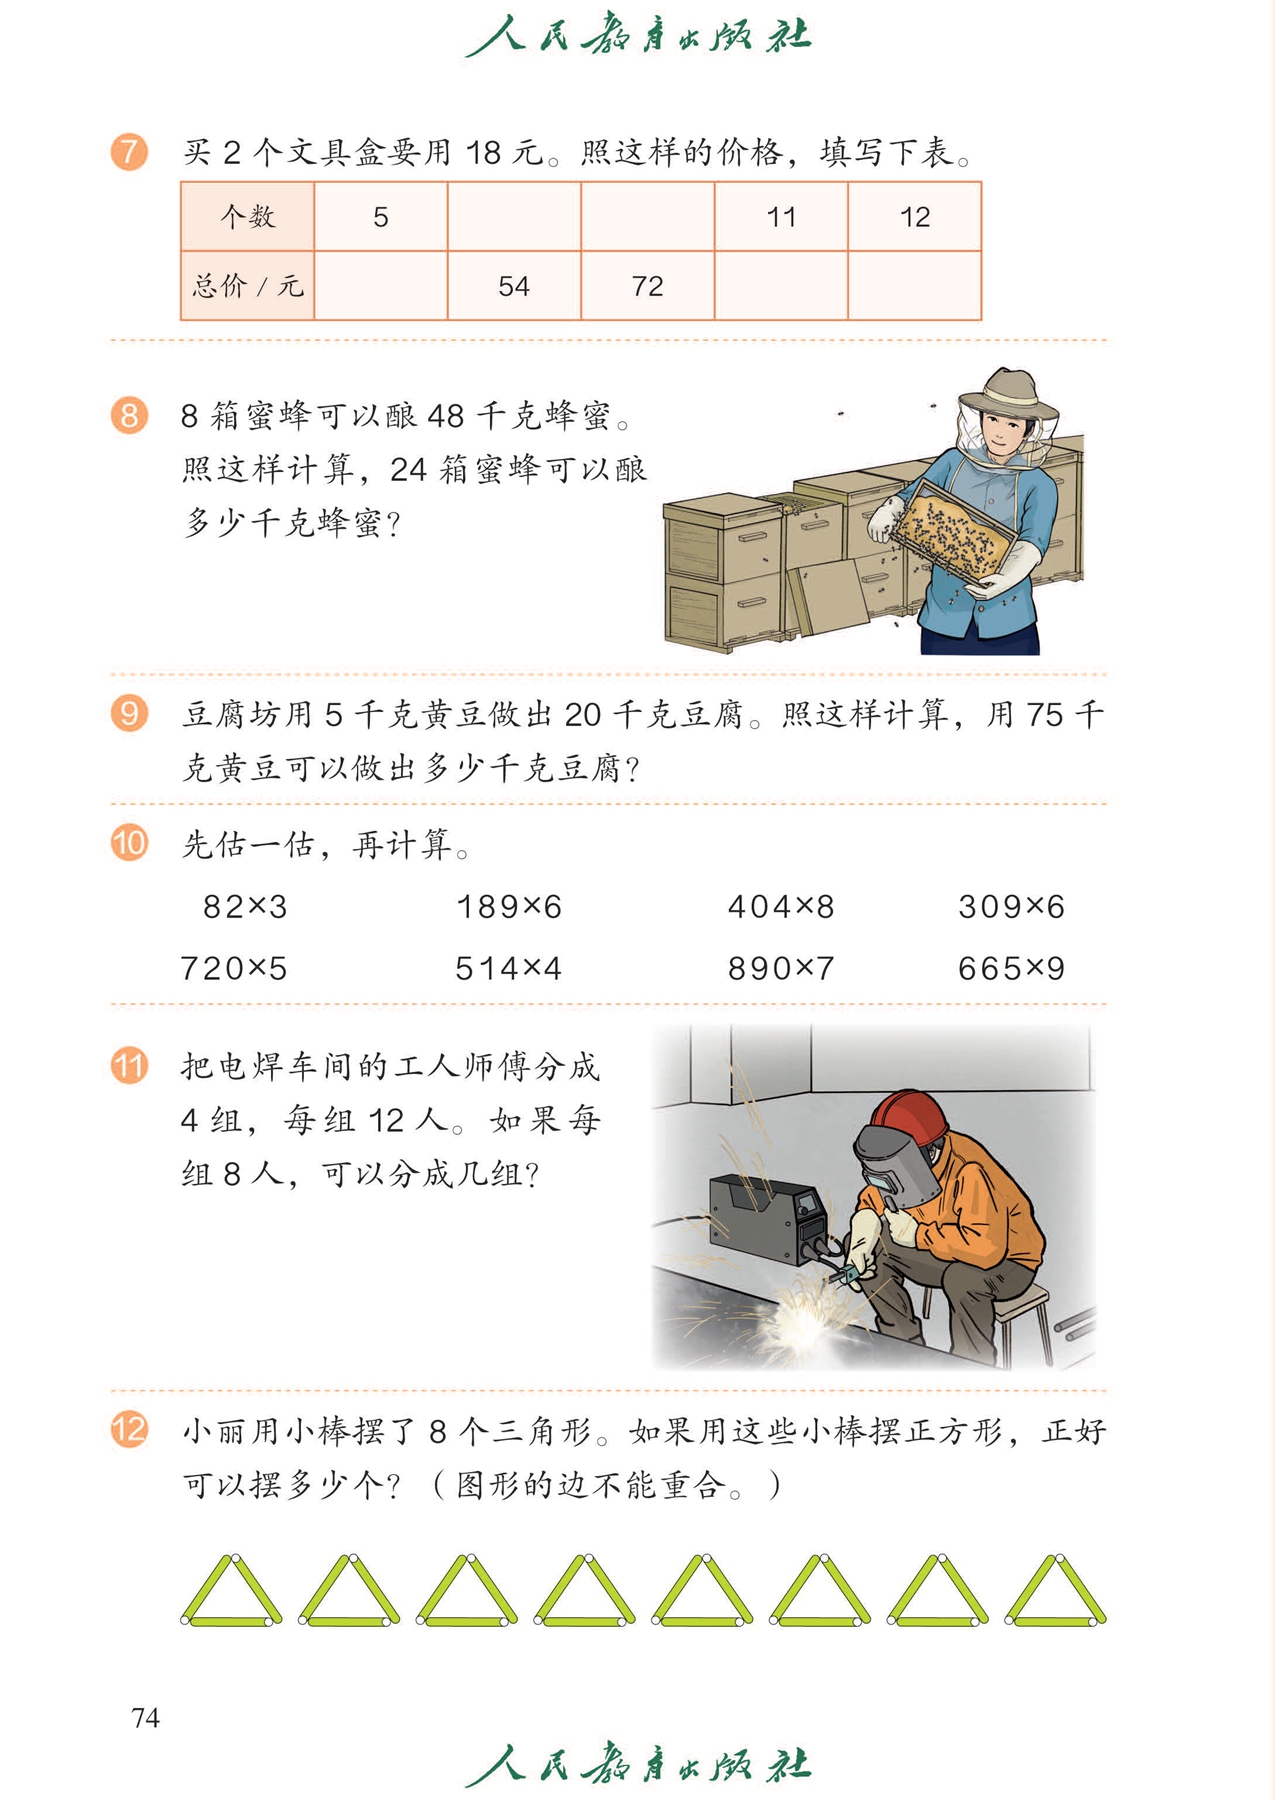 人民教育出版社
7 买 2 个文具盒要用 18 元。照这样的价格，填写下表。
个数 5 11 12
总价 / 元 54 72
8 8 箱蜜蜂可以酿 48 千克蜂蜜。
照这样计算，24 箱蜜蜂可以酿
多少千克蜂蜜？
9 豆腐坊用 5 千克黄豆做出 20 千克豆腐。照这样计算，用 75 千
克黄豆可以做出多少千克豆腐？
10 先估一估，再计算。
82×3 189×6 404×8 309×6
720×5 514×4 890×7 665×9
11 把电焊车间的工人师傅分成
4 组，每组 12 人。如果每
组 8 人，可以分成几组？
12 小丽用小棒摆了 8 个三角形。如果用这些小棒摆正方形，正好
可以摆多少个？（图形的边不能重合。）
74
人民教育出版社